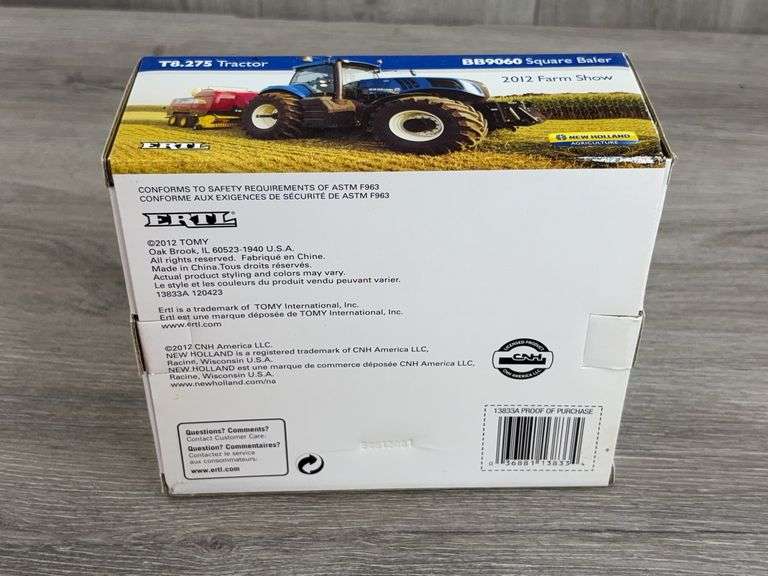 T8.275 Tractor
BB9060 Square Baler
2012 Farm Show
ERTL
NEW HOLLAND
AGRICULTURE
CONFORMS TO SAFETY REQUIREMENTS OF ASTM F963
CONFORME AUX EXIGENCES DE SÉCURITÉ DE ASTM F963
ERTL
©2012 TOMY
Oak Brook, IL 60523-1940 U.S.A.
All rights reserved. Fabriqué en Chine.
Made in China.Tous droits réservés.
Actual product styling and colors may vary.
Le style et les couleurs du produit vendu peuvent varier.
13833A 120423
Ertl is a trademark of TOMY International, Inc.
Ertl est une marque déposée de TOMY International, Inc.
www.ertl.com
©2012 CNH America LLC.
NEW HOLLAND is a registered trademark of CNH America LLC,
Racine, Wisconsin U.S.A.
NEW HOLLAND est une marque de commerce déposée CNH America LLC,
Racine, Wisconsin U.S.A.
www.newholland.com/na
LICENSED PRODUCT
CNH
CNH AMERICA LLC
Questions? Comments?
Contact Customer Care.
Question? Commentaires?
Contactez le service
aux consommateurs.
www.ertl.com
13833A PROOF OF PURCHASE
0 36881 13833